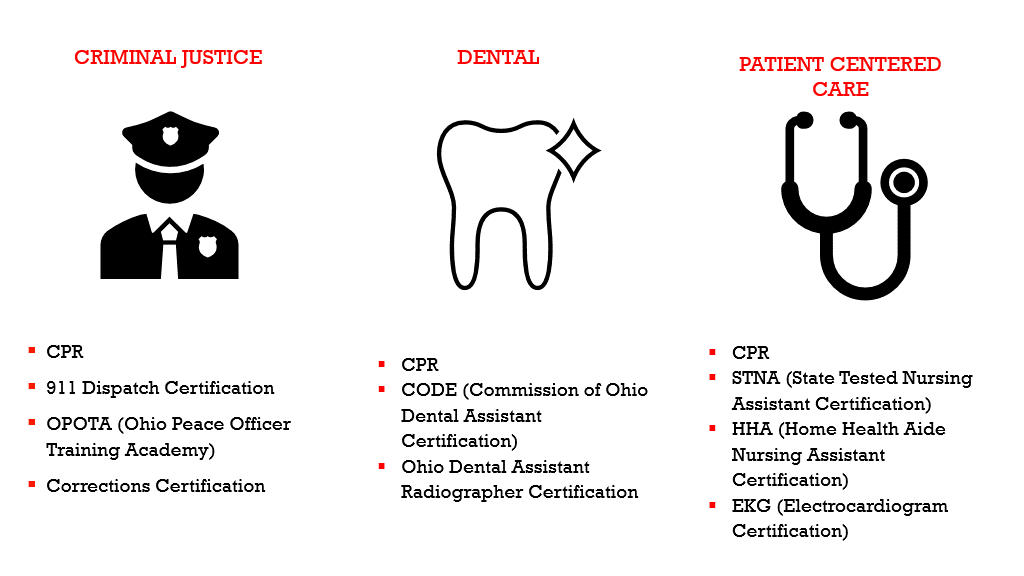 CRIMINAL JUSTICE
CPR
911 Dispatch Certification
OPOTA (Ohio Peace Officer
Training Academy)
Corrections Certification
DENTAL
CPR
CODE (Commission of Ohio
Dental Assistant
Certification)
Ohio Dental Assistant
Radiographer Certification
PATIENT CENTERED
CARE
CPR
STNA (State Tested Nursing
Assistant Certification)
HHA (Home Health Aide
Nursing Assistant
Certification)
EKG (Electrocardiogram
Certification)